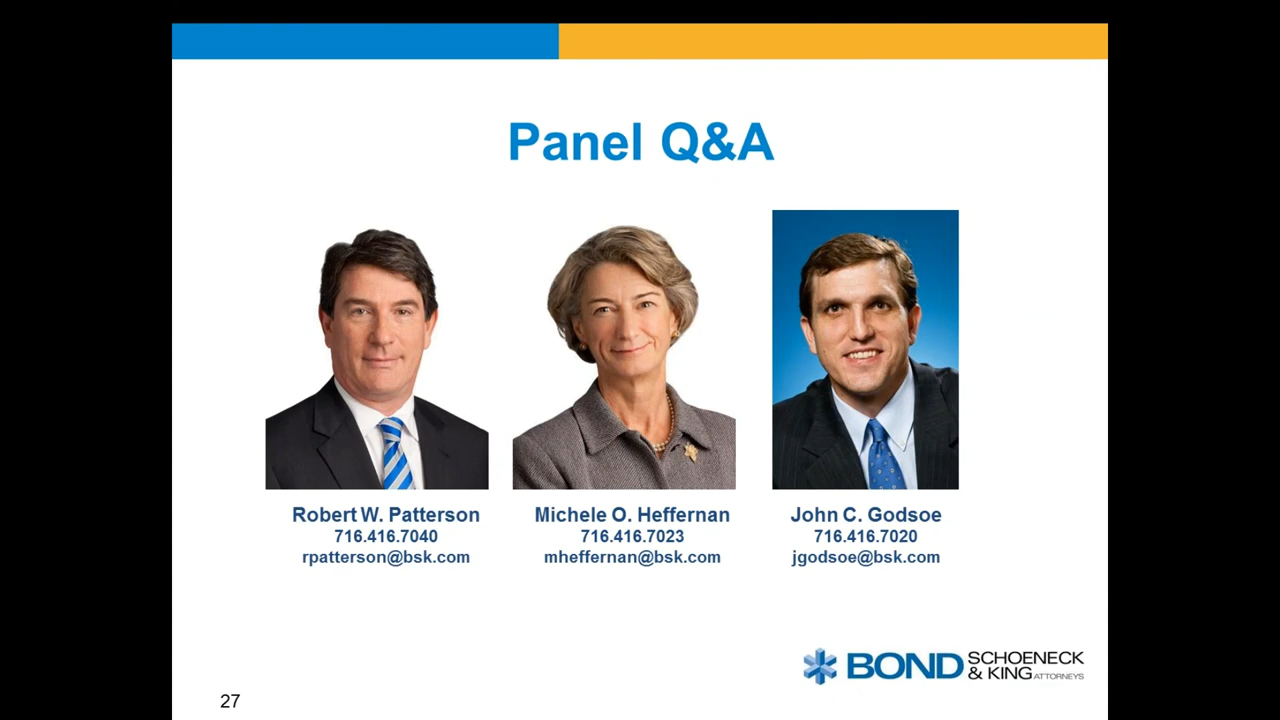 Panel Q&A
Robert W. Patterson
716.416.7040
rpatterson@bsk.com
Michele O. Heffernan
716.416.7023
mheffernan@bsk.com
John C. Godsoe
716.416.7020
jgodsoe@bsk.com
BOND SCHOENECK
& KING ATTORNEYS
27